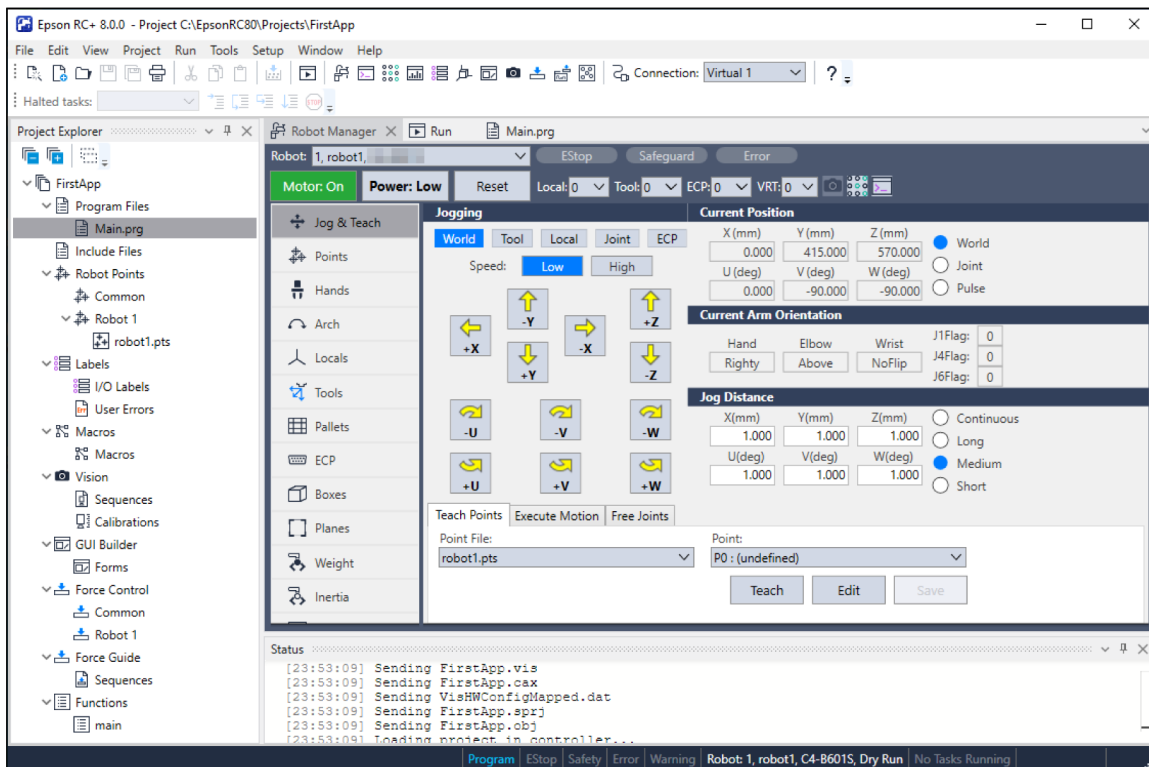 Epson RC+ 8.0.0 - Project C:\EpsonRC80\Projects\FirstApp
File Edit View Project Run Tools Setup Window Help
Connection: Virtual 1 ?
Halted tasks:
STOP
Project Explorer
Robot Manager Run Main.prg
Robot: 1, robot1, EStop Safeguard Error
Motor: On Power: Low Reset Local: 0 Tool: 0 ECP: 0 VRT: 0
FirstApp
Program Files
Main.prg
Include Files
Robot Points
Common
Robot 1
robot1.pts
Labels
I/O Labels
User Errors
Macros
Macros
Vision
Sequences
Calibrations
GUI Builder
Forms
Force Control
Common
Robot 1
Force Guide
Sequences
Functions
main
Jog & Teach
Points
Hands
Arch
Locals
Tools
Pallets
ECP
Boxes
Planes
Weight
Inertia
Jogging
World Tool Local Joint ECP
Speed: Low High
-Y +Z
+X -X
+Y -Z
-U -V -W
+U +V +W
Current Position
X (mm) Y (mm) Z (mm)
0.000 415.000 570.000
U (deg) V (deg) W (deg)
0.000 -90.000 -90.000
World
Joint
Pulse
Current Arm Orientation
Hand Elbow Wrist
Righty Above NoFlip
J1Flag: 0
J4Flag: 0
J6Flag: 0
Jog Distance
X(mm) Y(mm) Z(mm)
1.000 1.000 1.000
U(deg) V(deg) W(deg)
1.000 1.000 1.000
Continuous
Long
Medium
Short
Teach Points Execute Motion Free Joints
Point File: Point:
robot1.pts P0 : (undefined)
Teach Edit Save
Status
[23:53:09] Sending FirstApp.vis
[23:53:09] Sending FirstApp.cax
[23:53:09] Sending VisHWConfigMapped.dat
[23:53:09] Sending FirstApp.sprj
[23:53:09] Sending FirstApp.obj
[23:53:09] Loading project in controller...
Program EStop Safety Error Warning Robot: 1, robot1, C4-B601S, Dry Run No Tasks Running